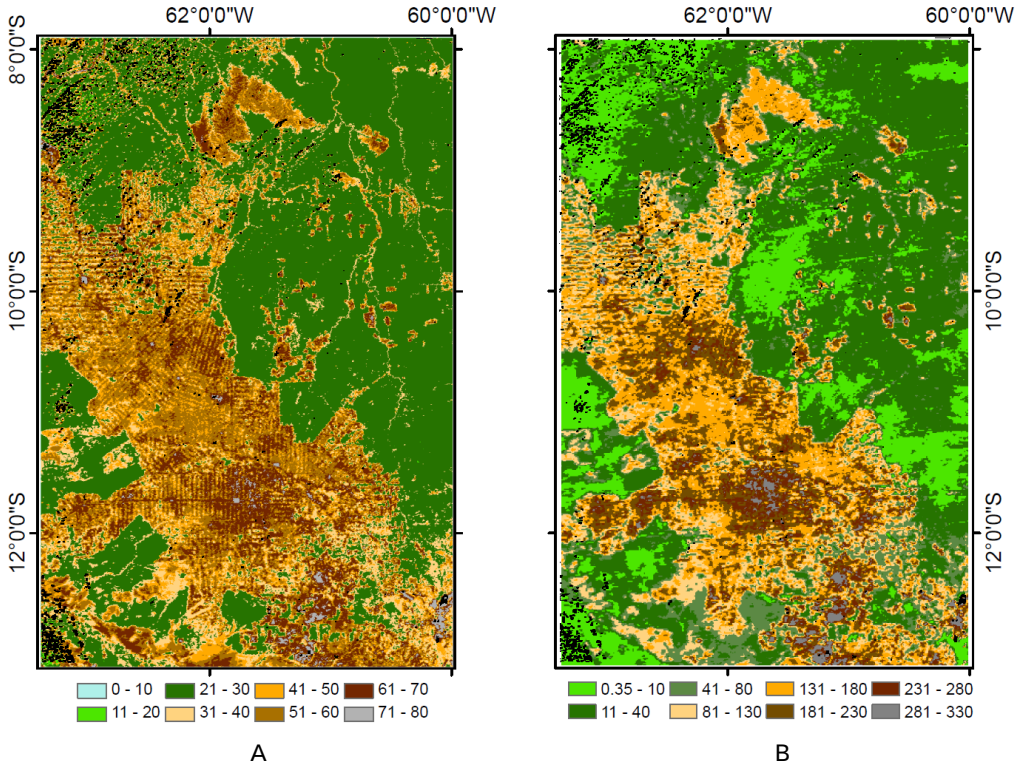 62°0'0"W 60°0'0"W 62°0'0"W 60°0'0"W
8°0'0"S
10°0'0"S
10°0'0"S
12°0'0"S
12°0'0"S
0 - 10 21 - 30 41 - 50 61 - 70
11 - 20 31 - 40 51 - 60 71 - 80
0.35 - 10 41 - 80 131 - 180 231 - 280
11 - 40 81 - 130 181 - 230 281 - 330
A B